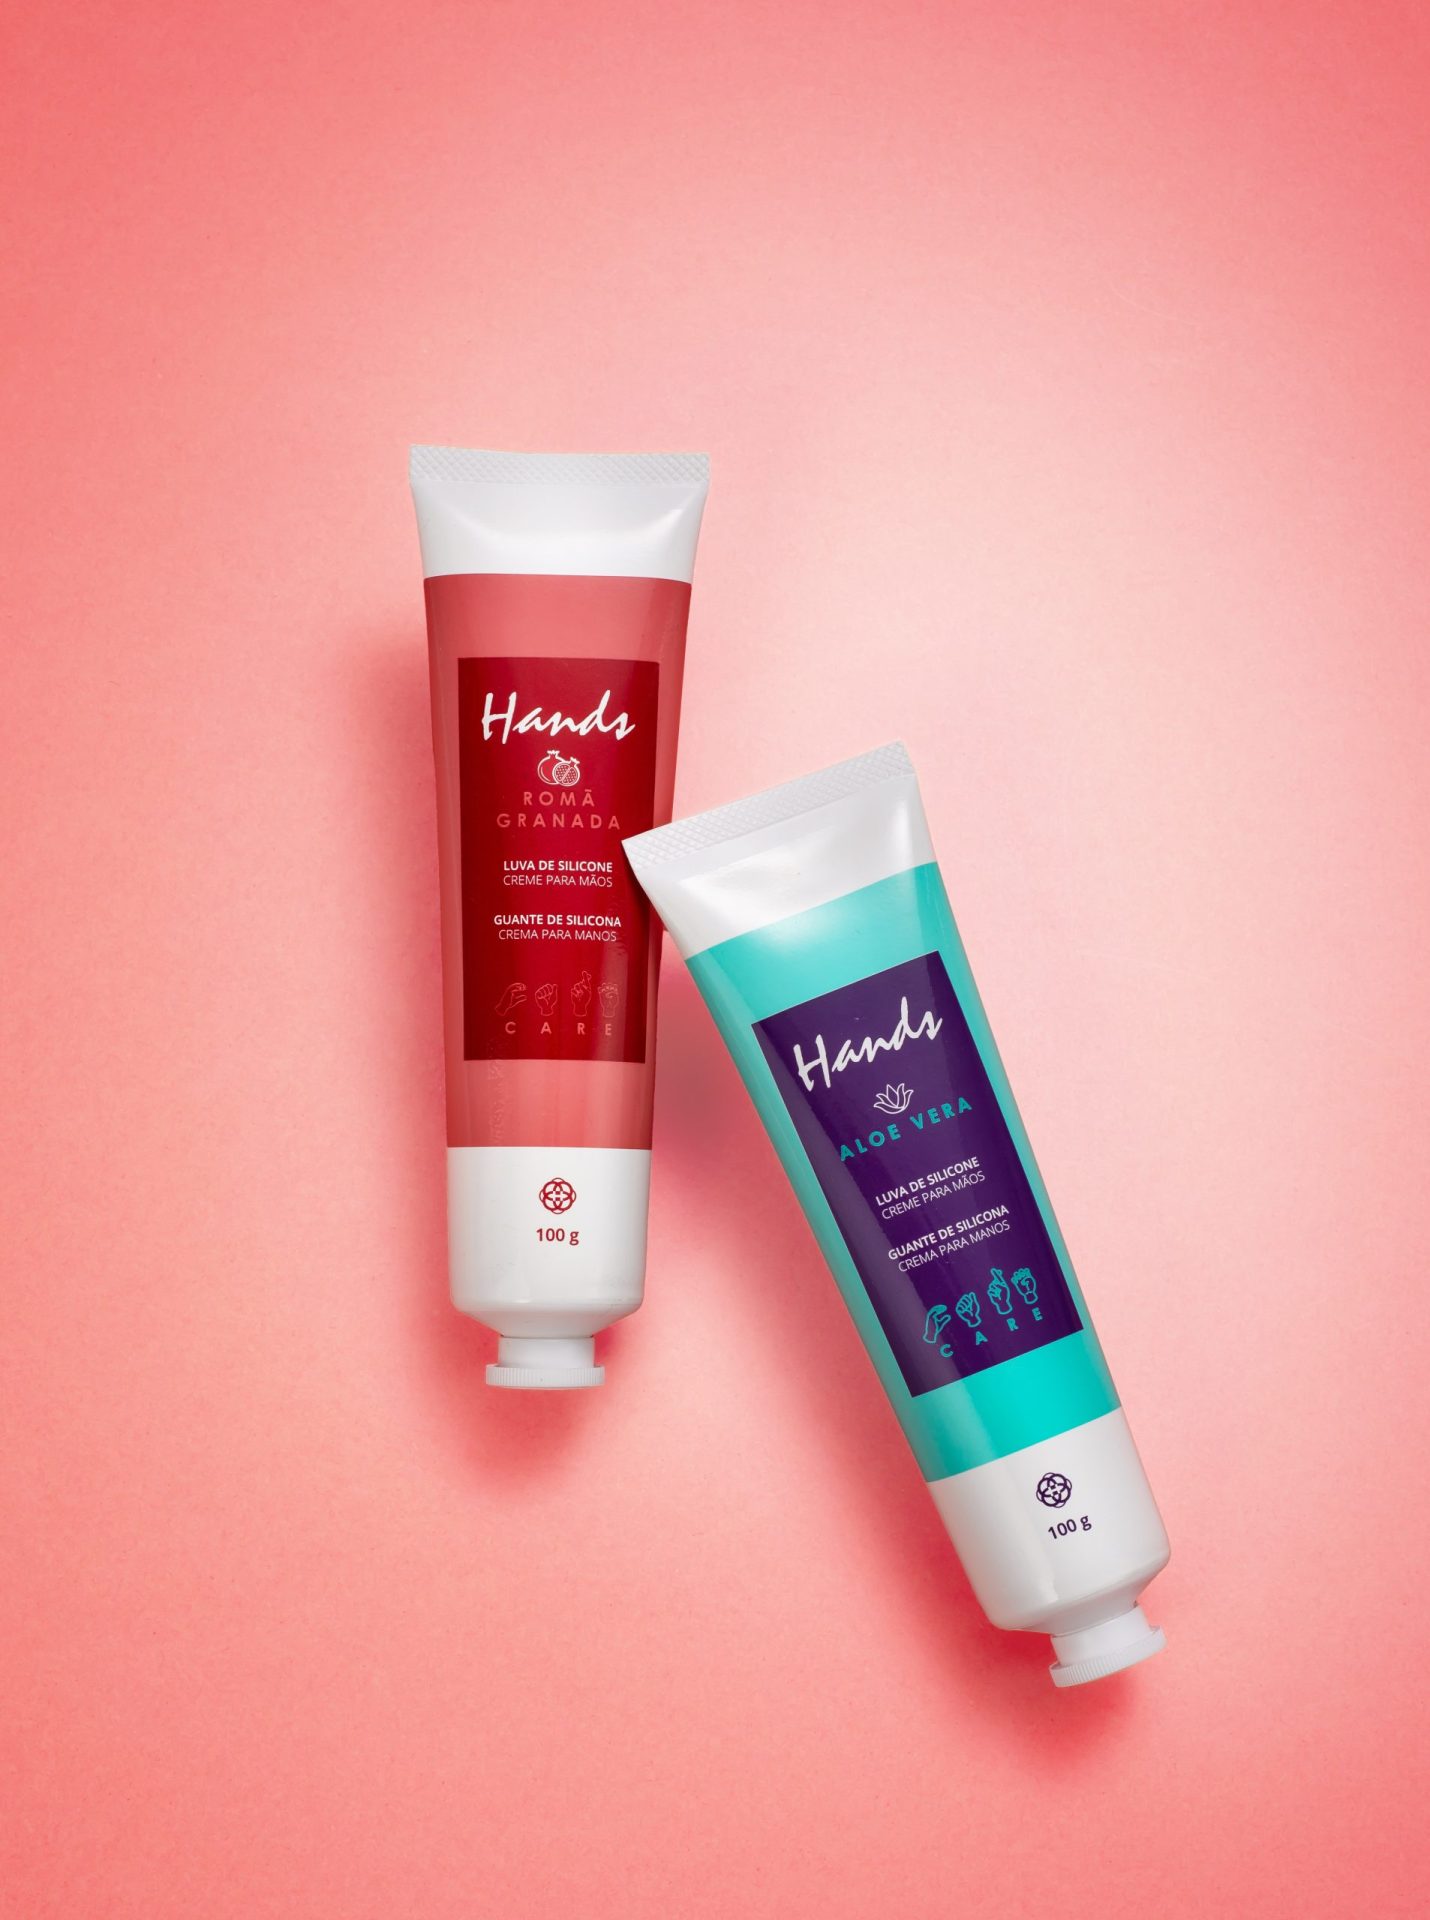 Hands
ROMÃ
GRANADA
LUVA DE SILICONE
CREME PARA MÃOS
GUANTE DE SILICONA
CREMA PARA MANOS
C A R E
100 g
Hands
ALOE VERA
LUVA DE SILICONE
CREME PARA MÃOS
GUANTE DE SILICONA
CREMA PARA MANOS
C A R E
100 g